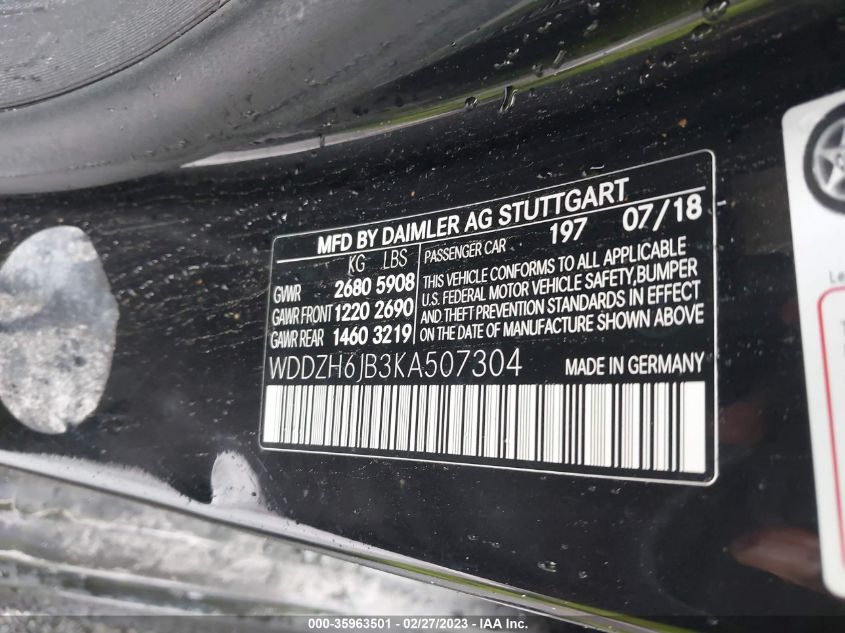 MFD BY DAIMLER AG STUTTGART
KG LBS PASSENGER CAR 197 07/18
GVWR 2680 5908
GAWR FRONT 1220 2690
GAWR REAR 1460 3219
THIS VEHICLE CONFORMS TO ALL APPLICABLE
U.S. FEDERAL MOTOR VEHICLE SAFETY,BUMPER
AND THEFT PREVENTION STANDARDS IN EFFECT
ON THE DATE OF MANUFACTURE SHOWN ABOVE
WDDZH6JB3KA507304 MADE IN GERMANY
000-35963501 / 02/27/2023 - © IAA Inc.